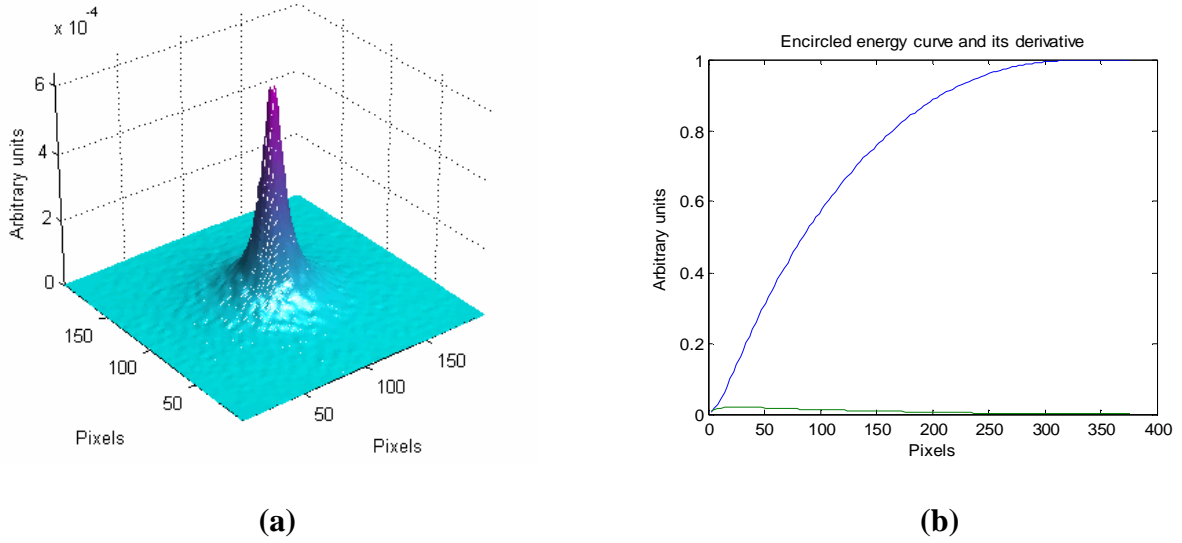 x 10
-4
6
4
2
0
Arbitrary units
150
100
50
Pixels
50
100
150
Pixels
(a)
Encircled energy curve and its derivative
1
0.8
0.6
0.4
0.2
0
Arbitrary units
0 50 100 150 200 250 300 350 400
Pixels
(b)